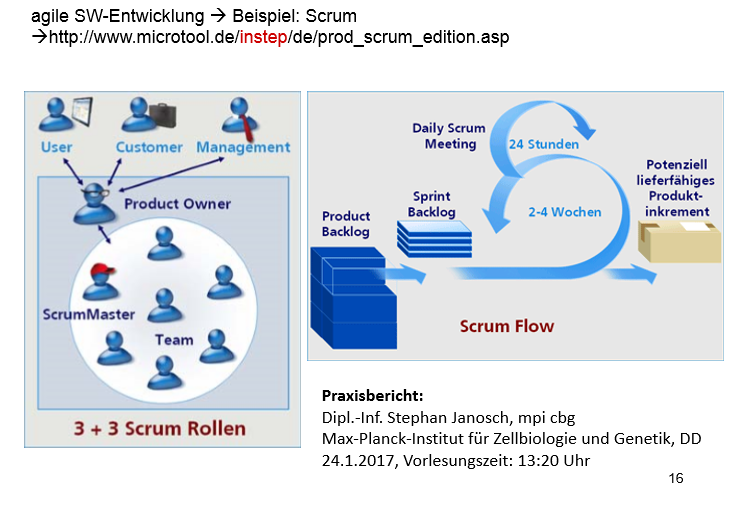 agile SW-Entwicklung → Beispiel: Scrum
→http://www.microtool.de/instep/de/prod_scrum_edition.asp
User
Customer
Management
Product Owner
ScrumMaster
Team
3 + 3 Scrum Rollen
Daily Scrum
Meeting
24 Stunden
Sprint
Backlog
2-4 Wochen
Potenziell
lieferfähiges
Produkt-
inkrement
Product
Backlog
Scrum Flow
Praxisbericht:
Dipl.-Inf. Stephan Janosch, mpi cbg
Max-Planck-Institut für Zellbiologie und Genetik, DD
24.1.2017, Vorlesungszeit: 13:20 Uhr
16